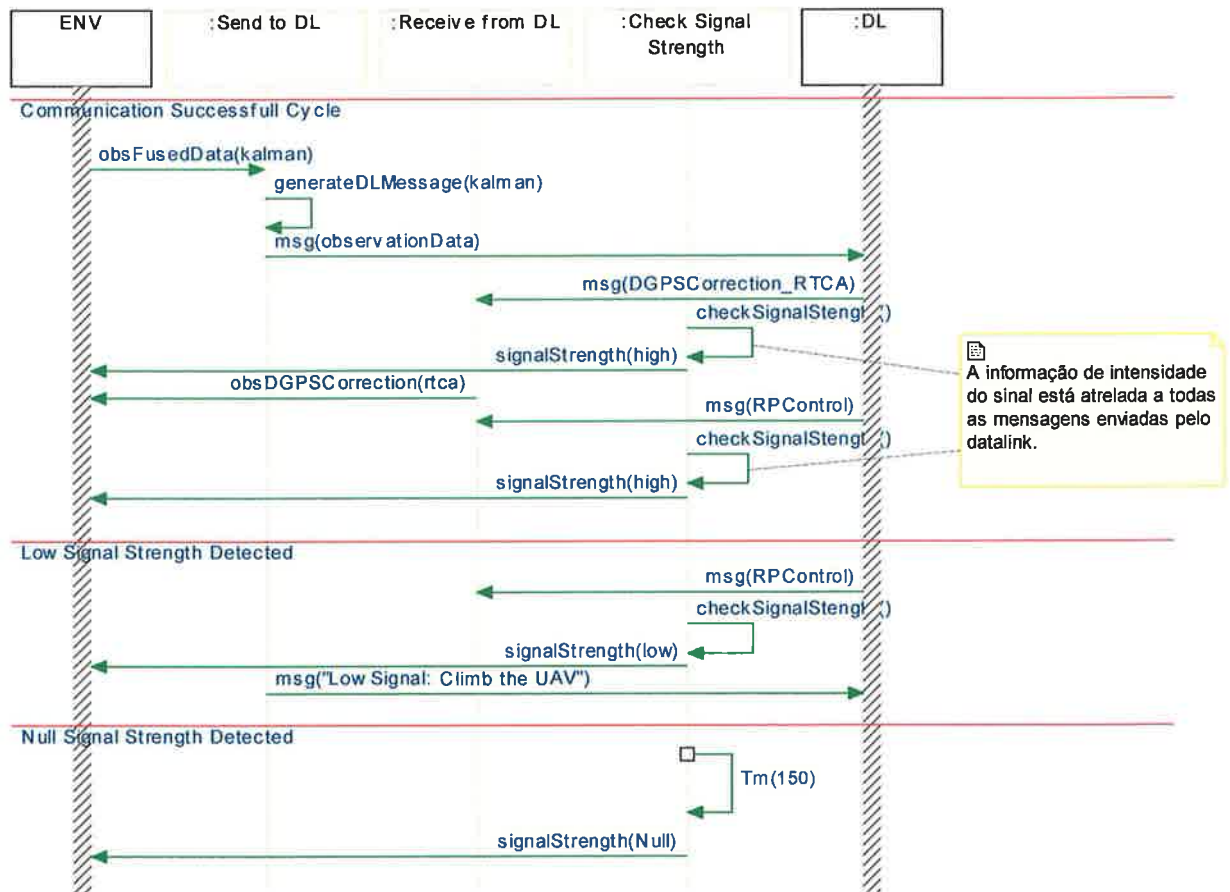 ENV
:Send to DL
:Receive from DL
:Check Signal
Strength
:DL
Communication Successfull Cycle
obsFusedData(kalman)
generateDLMessage(kalman)
msg(observationData)
msg(DGPSCorrection_RTCA)
checkSignalStengt ()
signalStrength(high)
obsDGPSCorrection(rtca)
msg(RPControl)
checkSignalStengt ()
signalStrength(high)
A informação de intensidade
do sinal está atrelada a todas
as mensagens enviadas pelo
datalink.
Low Signal Strength Detected
msg(RPControl)
checkSignalStengt ()
signalStrength(low)
msg("Low Signal: Climb the UAV")
Null Signal Strength Detected
Tm(150)
signalStrength(Null)